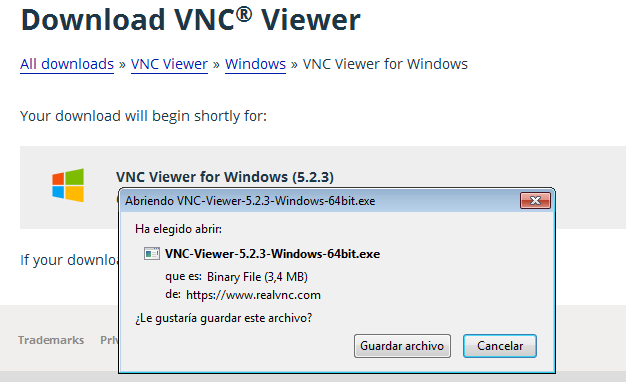 Download VNC® Viewer
All downloads » VNC Viewer » Windows » VNC Viewer for Windows
Your download will begin shortly for:
VNC Viewer for Windows (5.2.3)
Abriendo VNC-Viewer-5.2.3-Windows-64bit.exe
Ha elegido abrir:
VNC-Viewer-5.2.3-Windows-64bit.exe
que es: Binary File (3,4 MB)
de: https://www.realvnc.com
¿Le gustaría guardar este archivo?
Guardar archivo Cancelar
If your
Trademarks